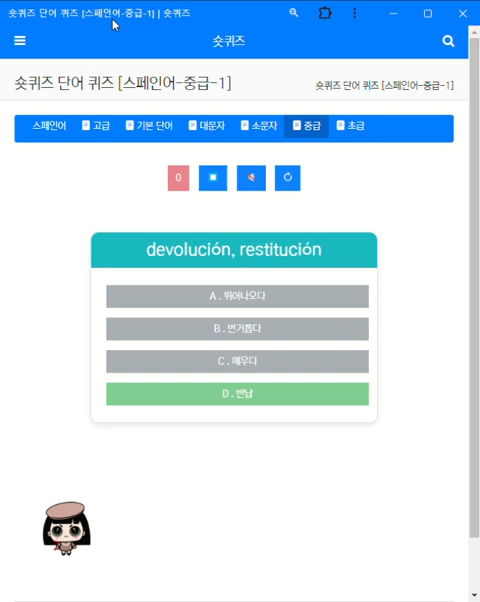 숏퀴즈 단어 퀴즈 [스페인어-중급-1] | 숏퀴즈
숏퀴즈
숏퀴즈 단어 퀴즈 [스페인어-중급-1]
숏퀴즈 단어 퀴즈 [스페인어-중급-1]
스페인어 고급 기본 단어 대문자 소문자 중급 초급
0
devolución, restitución
A . 뛰어나오다
B . 번거롭다
C . 메우다
D . 반납